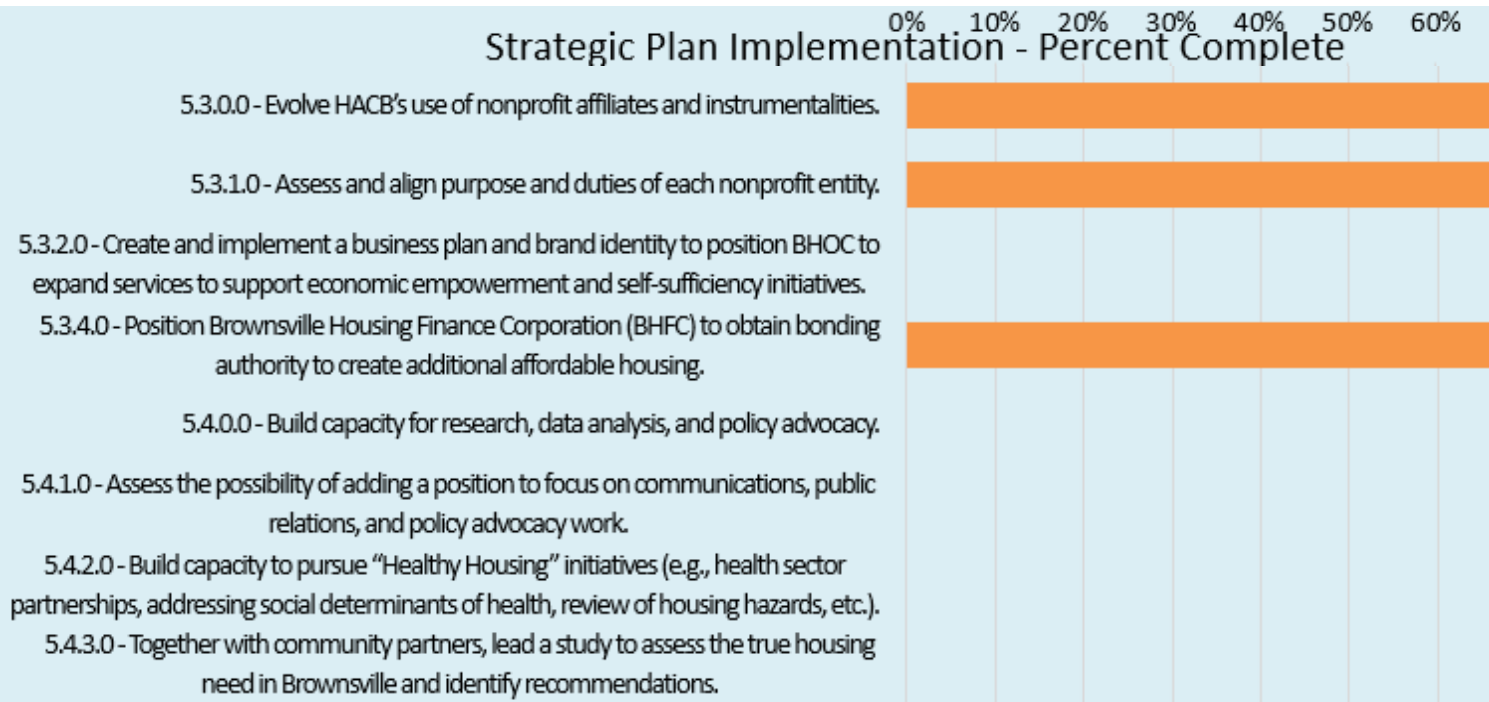 0% 10% 20% 30% 40% 50% 60%
Strategic Plan Implementation - Percent Complete
5.3.0.0 - Evolve HACB’s use of nonprofit affiliates and instrumentalities.
5.3.1.0 - Assess and align purpose and duties of each nonprofit entity.
5.3.2.0 - Create and implement a business plan and brand identity to position BHOC to
expand services to support economic empowerment and self-sufficiency initiatives.
5.3.4.0 - Position Brownsville Housing Finance Corporation (BHFC) to obtain bonding
authority to create additional affordable housing.
5.4.0.0 - Build capacity for research, data analysis, and policy advocacy.
5.4.1.0 - Assess the possibility of adding a position to focus on communications, public
relations, and policy advocacy work.
5.4.2.0 - Build capacity to pursue “Healthy Housing” initiatives (e.g., health sector
partnerships, addressing social determinants of health, review of housing hazards, etc.).
5.4.3.0 - Together with community partners, lead a study to assess the true housing
need in Brownsville and identify recommendations.